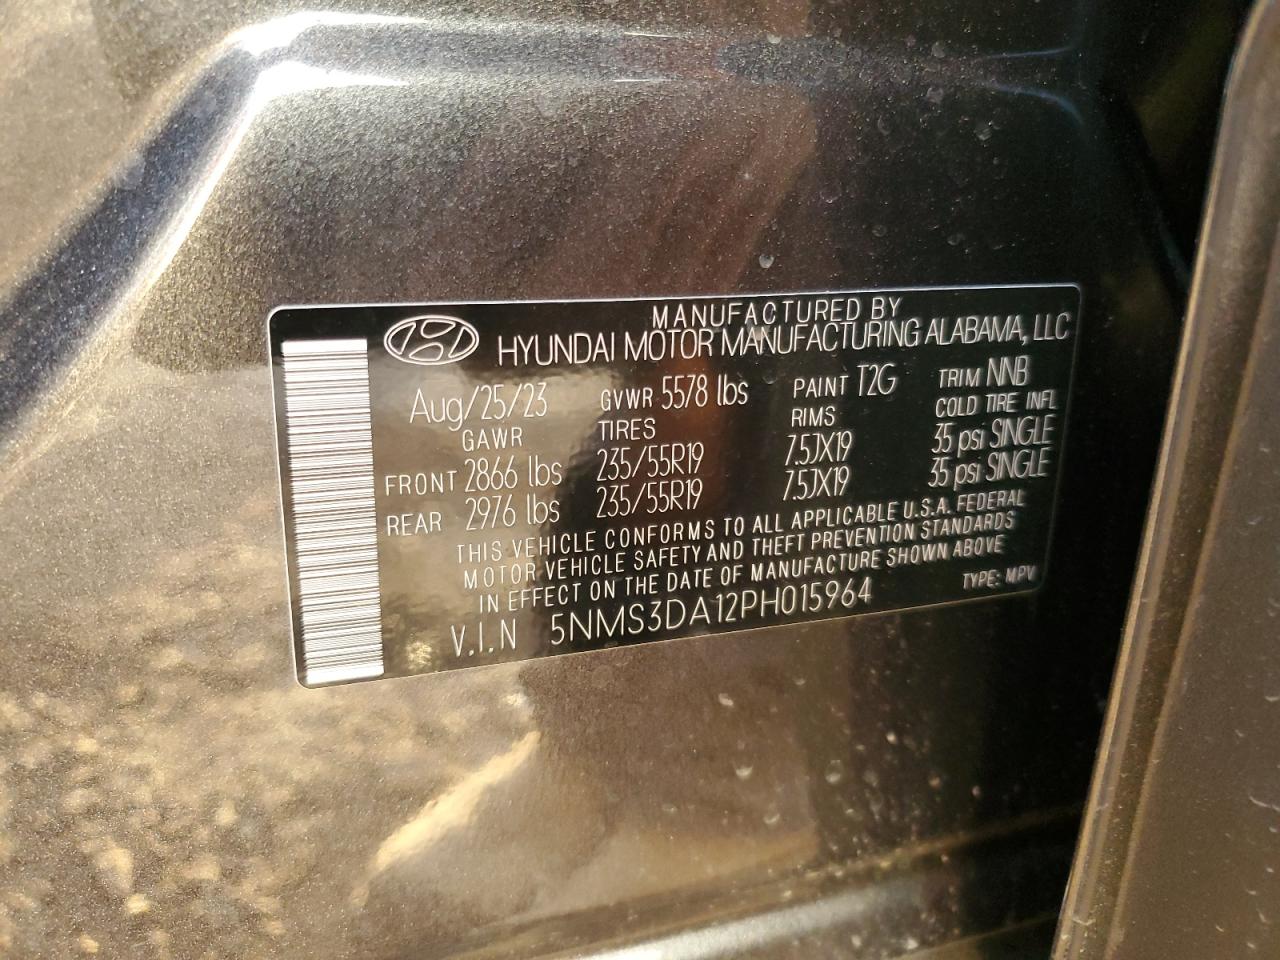 MANUFACTURED BY
HYUNDAI MOTOR MANUFACTURING ALABAMA, LLC
Aug/25/23 GVWR 5578 lbs PAINT T2G TRIM NNB
GAWR TIRES RIMS COLD TIRE INFL
FRONT 2866 lbs 235/55R19 7.5JX19 35 psi SINGLE
REAR 2976 lbs 235/55R19 7.5JX19 35 psi SINGLE
THIS VEHICLE CONFORMS TO ALL APPLICABLE U.S.A. FEDERAL
MOTOR VEHICLE SAFETY AND THEFT PREVENTION STANDARDS
IN EFFECT ON THE DATE OF MANUFACTURE SHOWN ABOVE
V.I.N 5NMS3DA12PH015964 TYPE: MPV